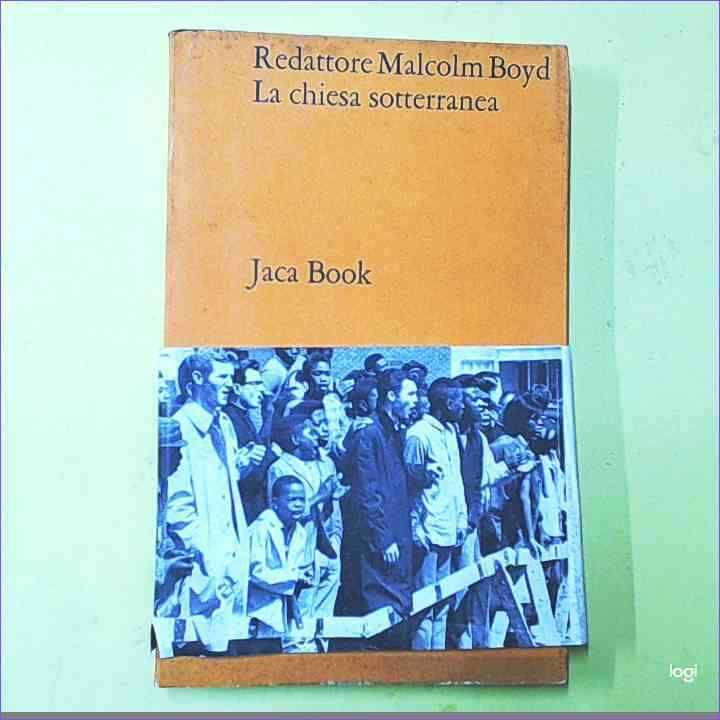 Redattore Malcolm Boyd
La chiesa sotterranea
Jaca Book
logi